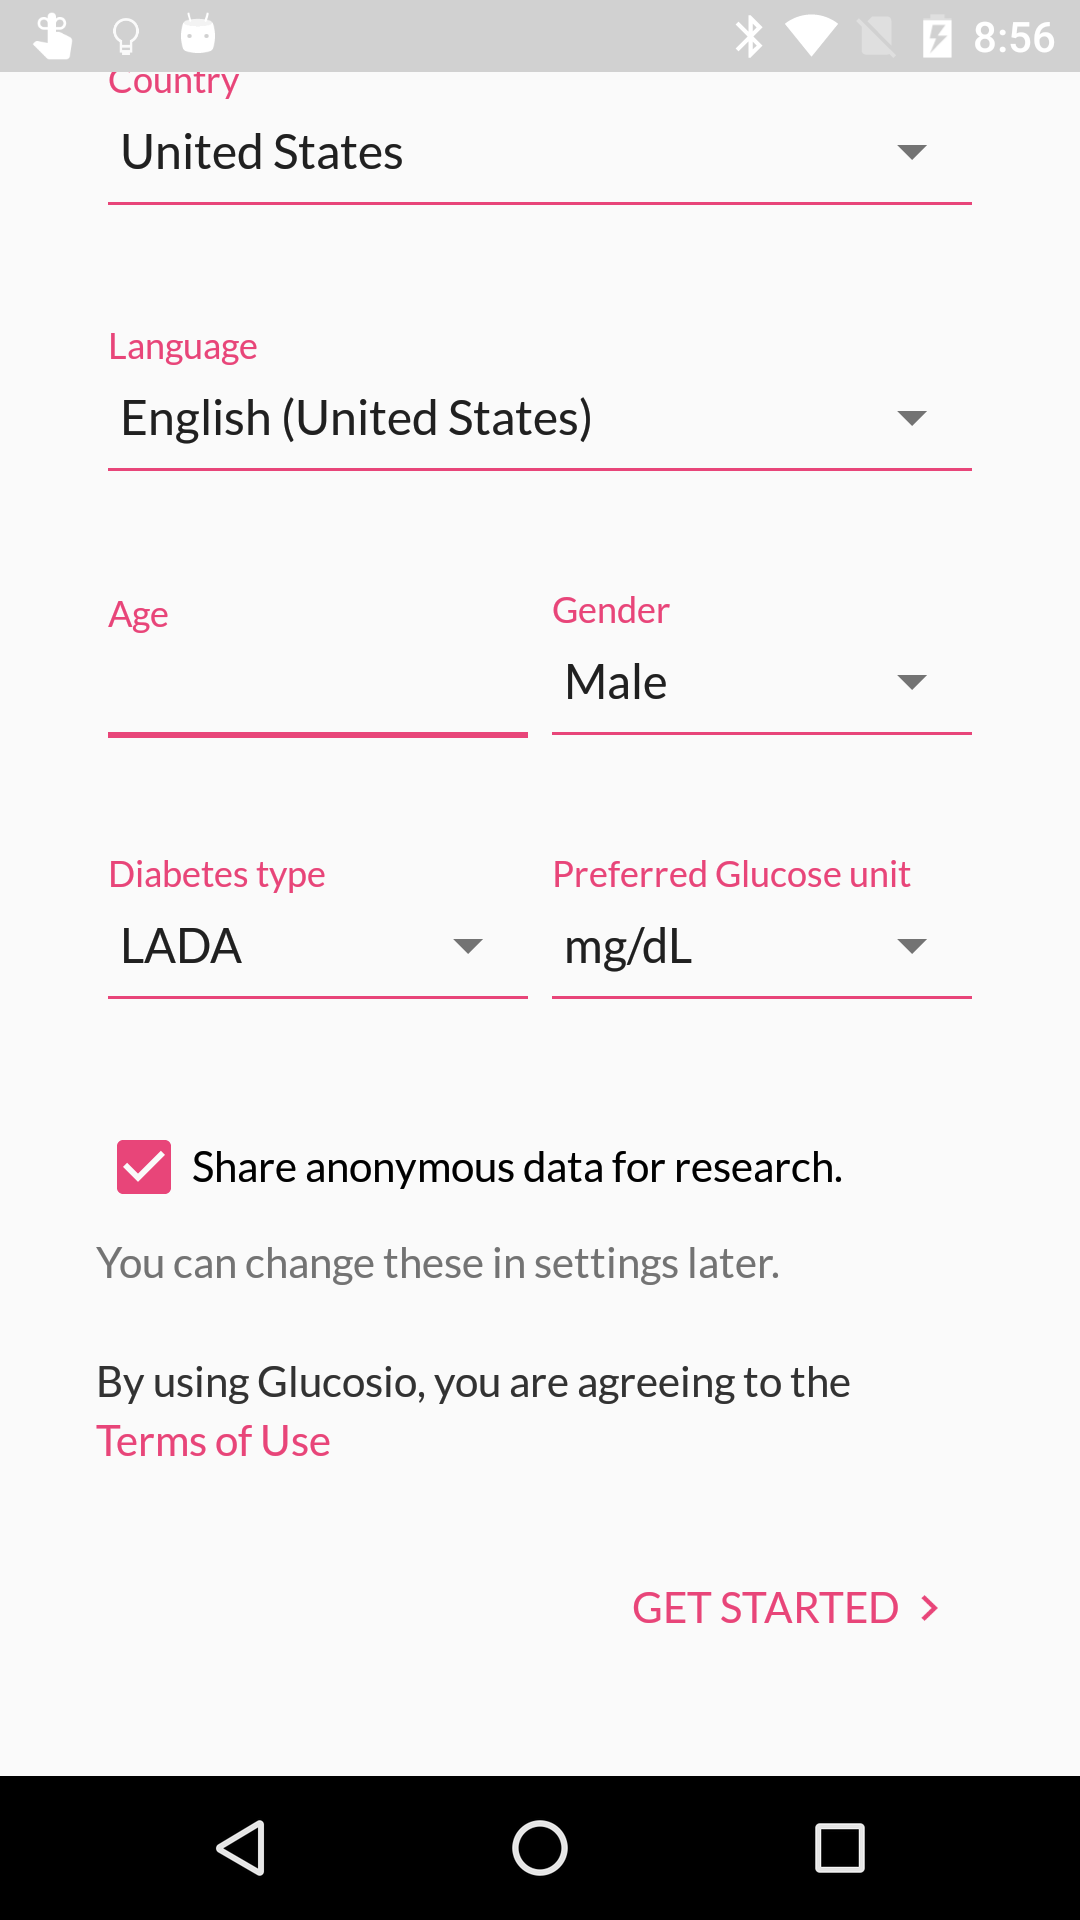 8:56
Country
United States
Language
English (United States)
Age
Gender
Male
Diabetes type
Preferred Glucose unit
LADA
mg/dL
Share anonymous data for research.
You can change these in settings later.
By using Glucosio, you are agreeing to the
Terms of Use
GET STARTED